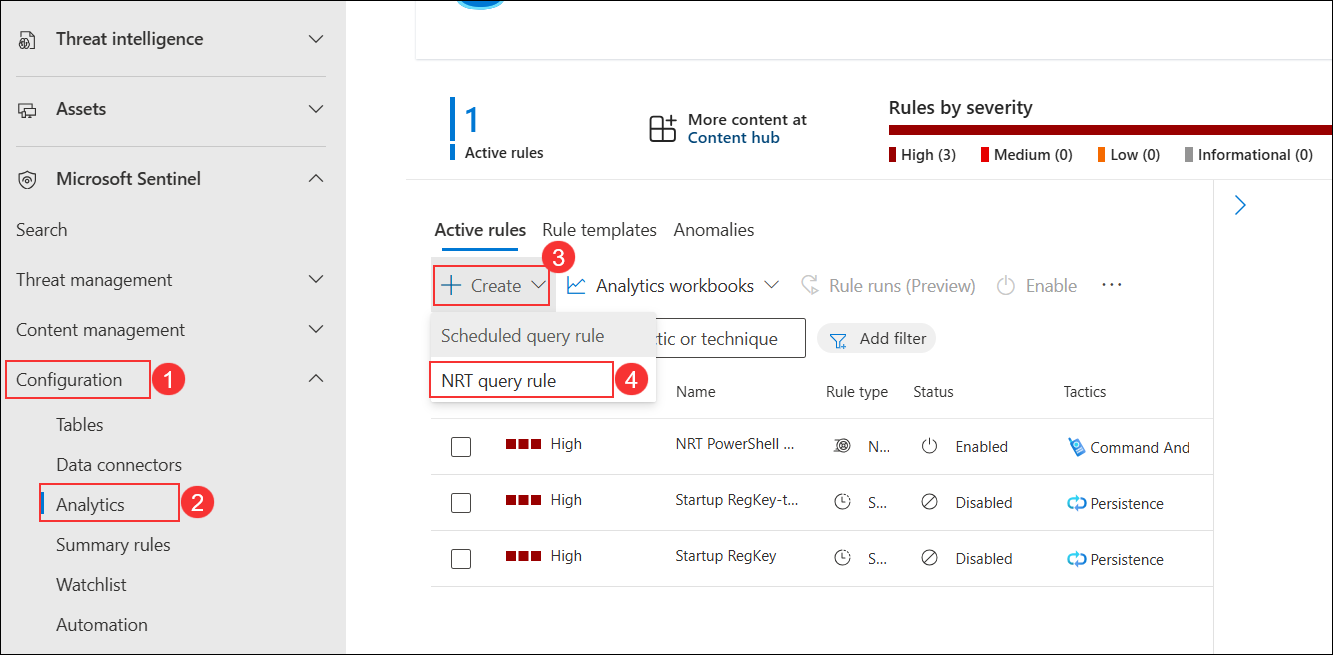 Threat intelligence
Assets
Microsoft Sentinel
Search
Threat management
Content management
Configuration 1
Tables
Data connectors
Analytics 2
Summary rules
Watchlist
Automation
1
Active rules
More content at
Content hub
Rules by severity
High (3) Medium (0) Low (0) Informational (0)
Active rules Rule templates Anomalies
3
Create Analytics workbooks Rule runs (Preview) Enable ...
Scheduled query rule
tic or technique Add filter
NRT query rule 4
Name Rule type Status Tactics
High NRT PowerShell ... N... Enabled Command And
High Startup RegKey-t... S... Disabled Persistence
High Startup RegKey S... Disabled Persistence